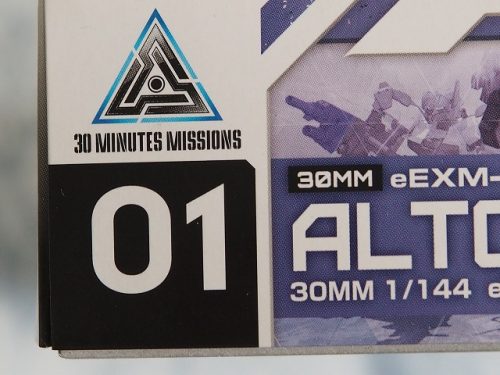 30 MINUTES MISSIONS
01
30MM eEXM-
ALTO
30MM 1/144 e